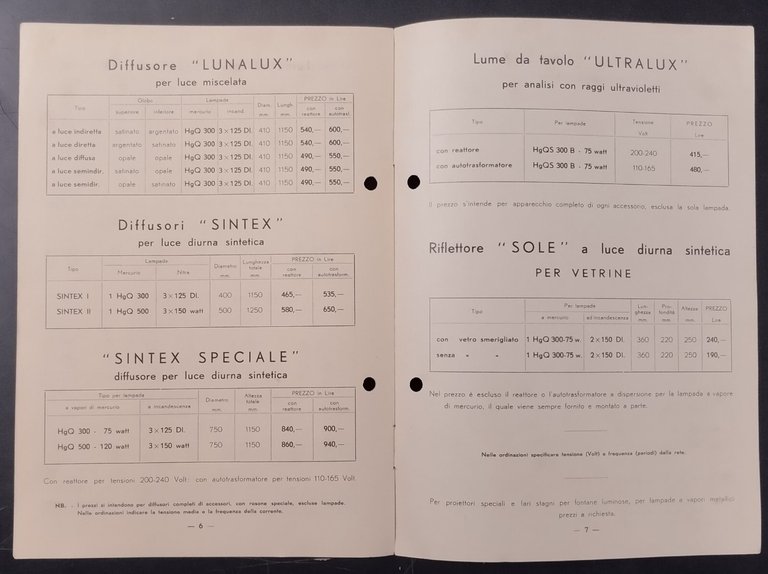 Diffusore "LUNALUX"
per luce miscelata
Tipo Globo Lampade Diam. Lungh. PREZZO in Lire
superiore inferiore mercurio incand. mm. mm. con reattore con autotrasf.
a luce indiretta satinato argentato HgQ 300 3 × 125 Dl. 410 1150 540,— 600,—
a luce diretta argentato satinato HgQ 300 3 × 125 Dl. 410 1150 540,— 600,—
a luce diffusa opale opale HgQ 300 3 × 125 Dl. 410 1150 490,— 550,—
a luce semindir. satinato opale HgQ 300 3 × 125 Dl. 410 1150 490,— 550,—
a luce semidir. opale satinato HgQ 300 3 × 125 Dl. 410 1150 490,— 550,—
Diffusori "SINTEX"
per luce diurna sintetica
Tipo Lampade Diametro Lunghezza totale PREZZO in Lire
Mercurio Nitra mm. mm. con reattore con autotrasform.
SINTEX I 1 HgQ 300 3 × 125 Dl. 400 1150 465,— 535,—
SINTEX II 1 HgQ 500 3 × 150 watt 500 1250 580,— 650,—
"SINTEX SPECIALE"
diffusore per luce diurna sintetica
Tipo per lampade Diametro Altezza totale PREZZO in Lire
a vapori di mercurio a incandescenza mm. mm. con reattore con autotrasform.
HgQ 300 - 75 watt 3 × 125 Dl. 750 1150 840,— 900,—
HgQ 500 - 120 watt 3 × 150 watt 750 1150 860,— 940,—
Con reattore per tensioni 200-240 Volt: con autotrasformatore per tensioni 110-165 Volt.
NB. - I prezzi si intendono per diffusori completi di accessori, con rosone speciale, escluse lampade.
Nelle ordinazioni indicare la tensione media e la frequenza della corrente.
— 6 —
Lume da tavolo "ULTRALUX"
per analisi con raggi ultravioletti
Tipo Per lampade Tensione PREZZO
Volt Lire
con reattore HgQS 300 B - 75 watt 200-240 415,—
con autotrasformatore HgQS 300 B - 75 watt 110-165 480,—
Il prezzo s'intende per apparecchio completo di ogni accessorio, esclusa la sola lampada.
Riflettore "SOLE" a luce diurna sintetica
PER VETRINE
Tipo Per lampade Lunghezza Profondità Altezza PREZZO
a mercurio ad incandescenza mm. mm. mm. Lire
con vetro smerigliato 1 HgQ 300-75 w. 2 × 150 Dl. 360 220 250 240,—
senza » » 1 HgQ 300-75 w. 2 × 150 Dl. 360 220 250 190,—
Nel prezzo è escluso il reattore o l'autotrasformatore a dispersione per la lampada a vapore
di mercurio, il quale viene sempre fornito e montato a parte.
Nelle ordinazioni specificare tensione (Volt) e frequenza (periodi) della rete.
Per proiettori speciali e fari stagni per fontane luminose, per lampade a vapori metallici
prezzi a richiesta.
— 7 —